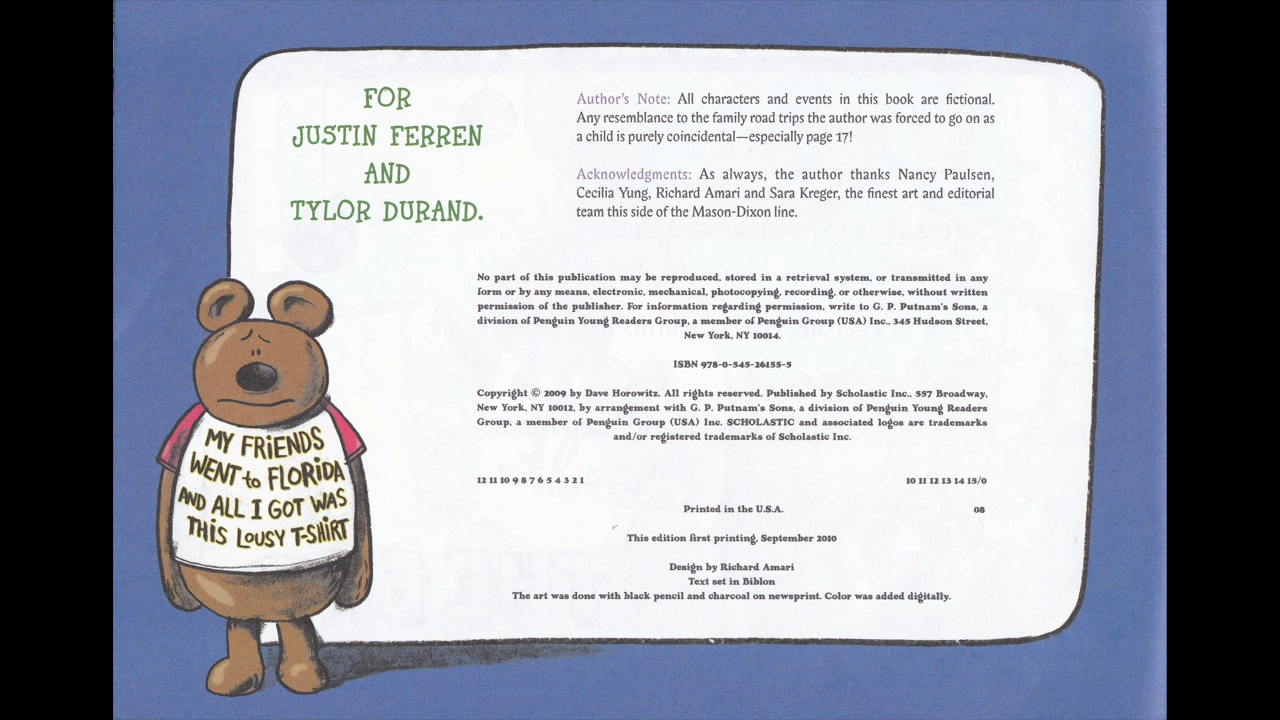 FOR
JUSTIN FERREN
AND
TYLOR DURAND.
Author's Note: All characters and events in this book are fictional.
Any resemblance to the family road trips the author was forced to go on as
a child is purely coincidental—especially page 17!
Acknowledgments: As always, the author thanks Nancy Paulsen,
Cecilia Yung, Richard Amari and Sara Kreger, the finest art and editorial
team this side of the Mason-Dixon line.
No part of this publication may be reproduced, stored in a retrieval system, or transmitted in any
form or by any means, electronic, mechanical, photocopying, recording, or otherwise, without written
permission of the publisher. For information regarding permission, write to G. P. Putnam's Sons, a
division of Penguin Young Readers Group, a member of Penguin Group (USA) Inc., 345 Hudson Street,
New York, NY 10014.
ISBN 978-0-545-26155-5
Copyright © 2009 by Dave Horowitz. All rights reserved. Published by Scholastic Inc., 557 Broadway,
New York, NY 10012, by arrangement with G. P. Putnam's Sons, a division of Penguin Young Readers
Group, a member of Penguin Group (USA) Inc. SCHOLASTIC and associated logos are trademarks
and/or registered trademarks of Scholastic Inc.
12 11 10 9 8 7 6 5 4 3 2 1 10 11 12 13 14 15/0
Printed in the U.S.A. 08
This edition first printing, September 2010
Design by Richard Amari
Text set in Biblon
The art was done with black pencil and charcoal on newsprint. Color was added digitally.
MY FRiENDS
WENT to FLORiDA
AND ALL I GOT WAS
THiS LOUSY T-SHiRT